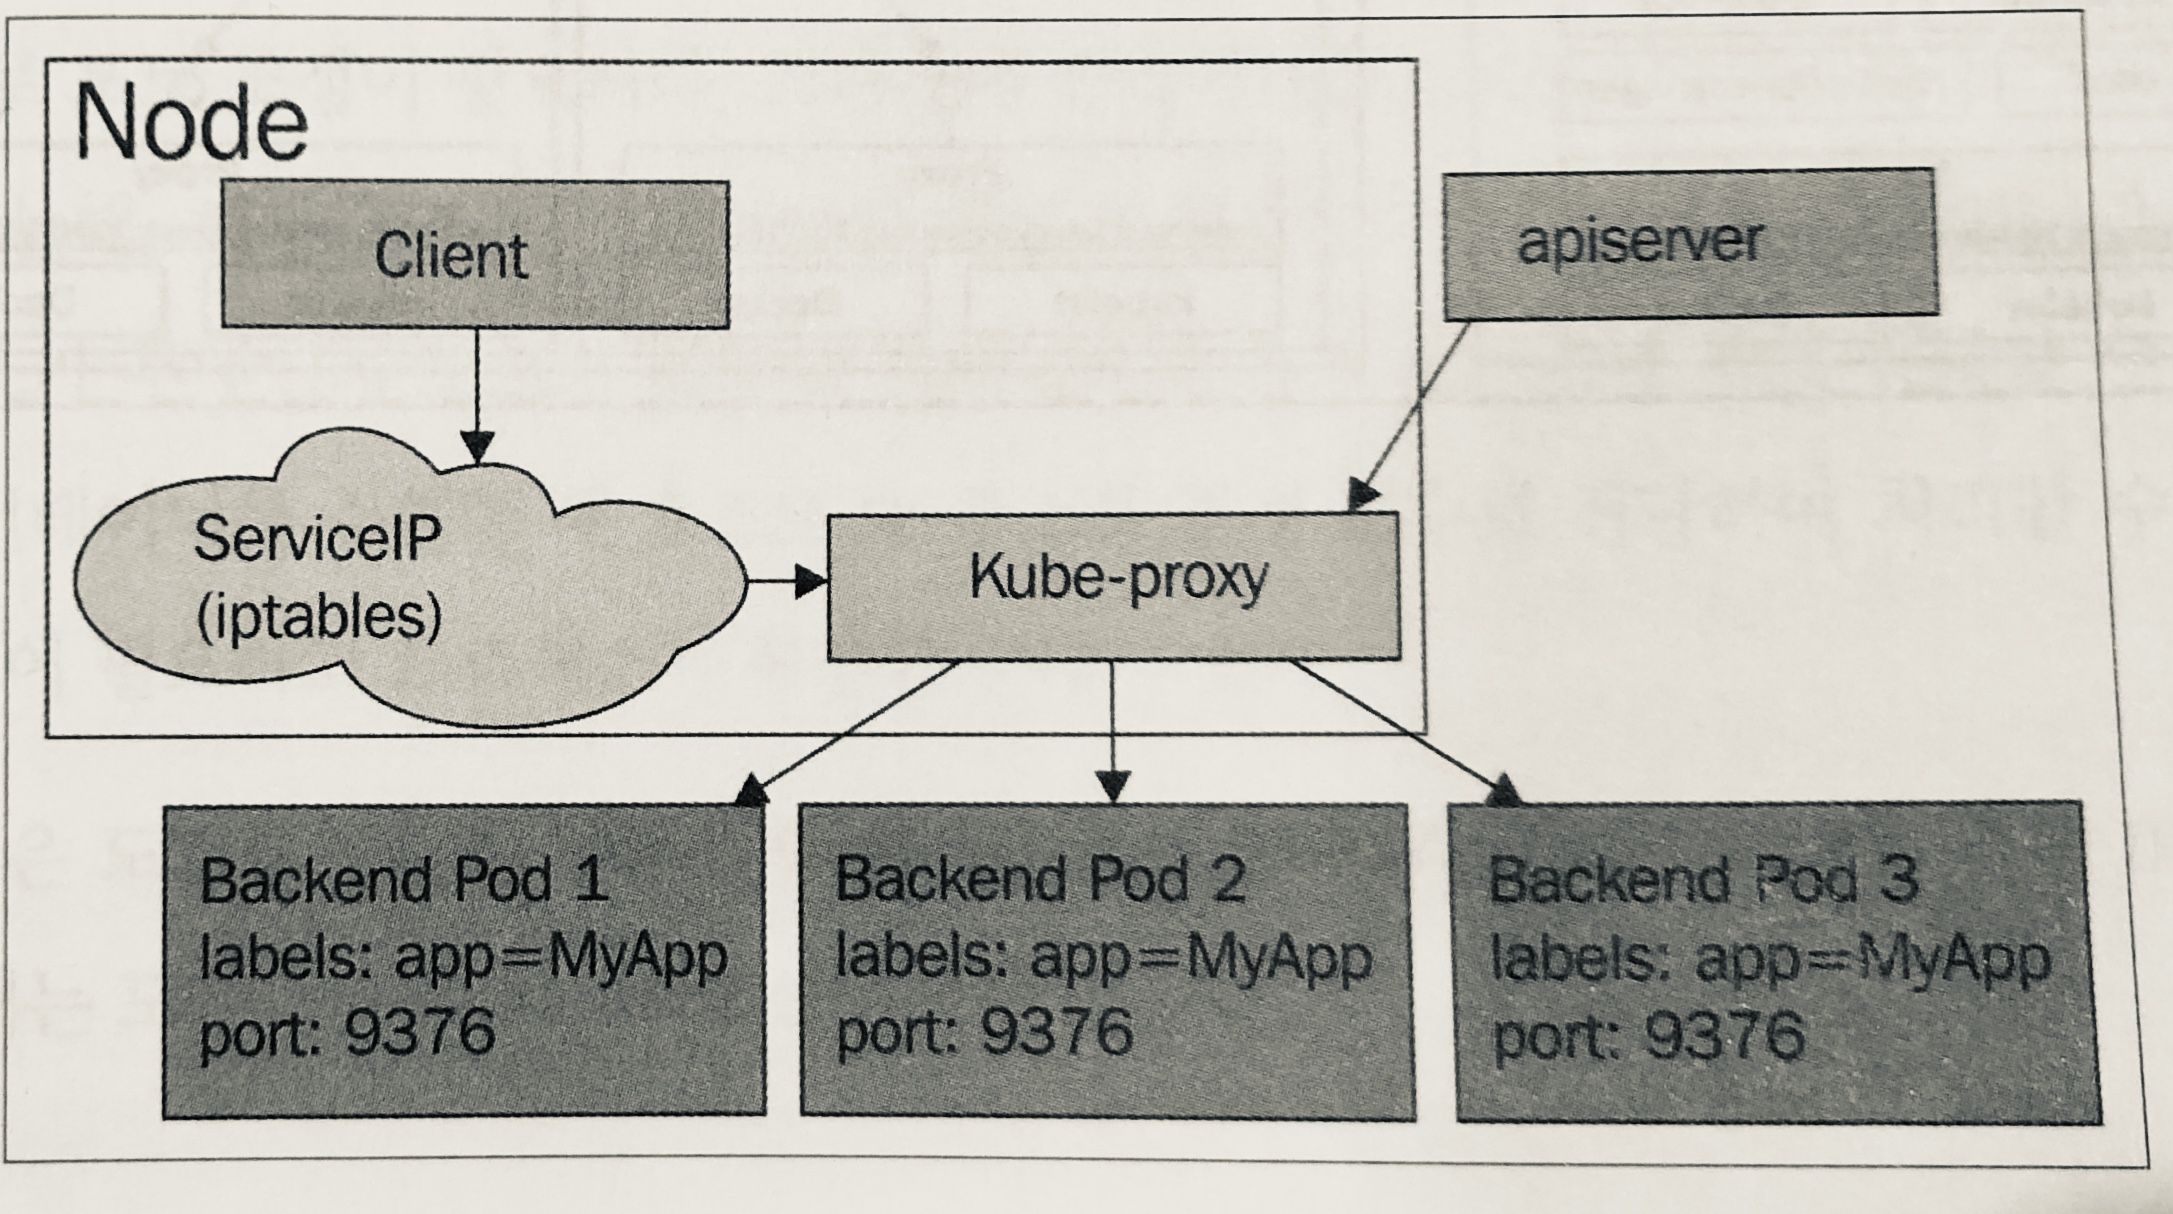 Node
Client
apiserver
ServiceIP
(iptables)
Kube-proxy
Backend Pod 1
labels: app=MyApp
port: 9376
Backend Pod 2
labels: app=MyApp
port: 9376
Backend Pod 3
labels: app=MyApp
port: 9376